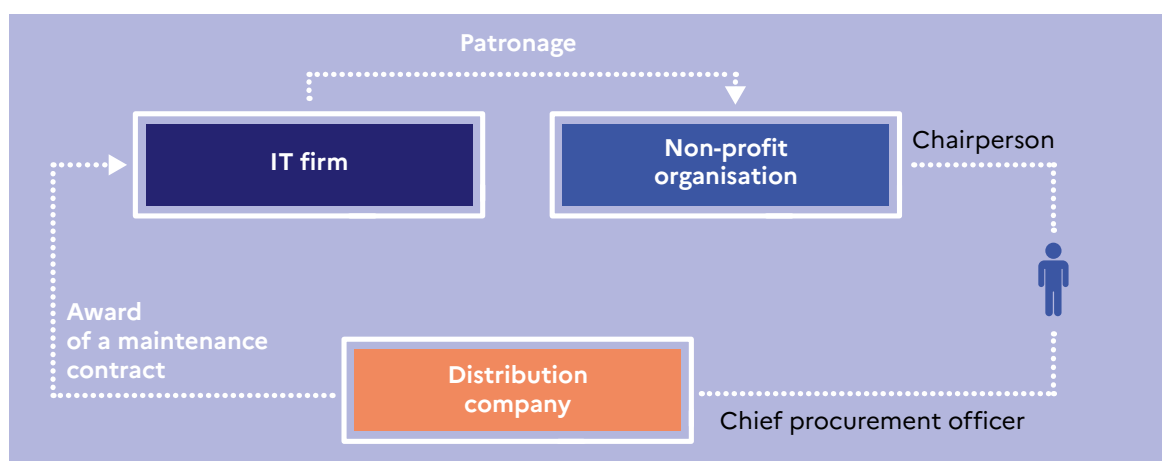 Patronage
IT firm
Non-profit
organisation
Chairperson
Award
of a maintenance
contract
Distribution
company
Chief procurement officer